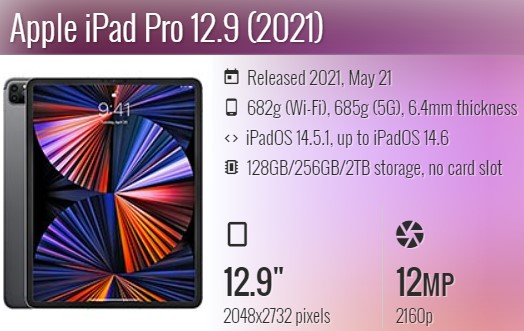 Apple iPad Pro 12.9 (2021)
Released 2021, May 21
682g (Wi-Fi), 685g (5G), 6.4mm thickness
iPadOS 14.5.1, up to iPadOS 14.6
128GB/256GB/2TB storage, no card slot
9:41
12.9"
12MP
2048x2732 pixels
2160p